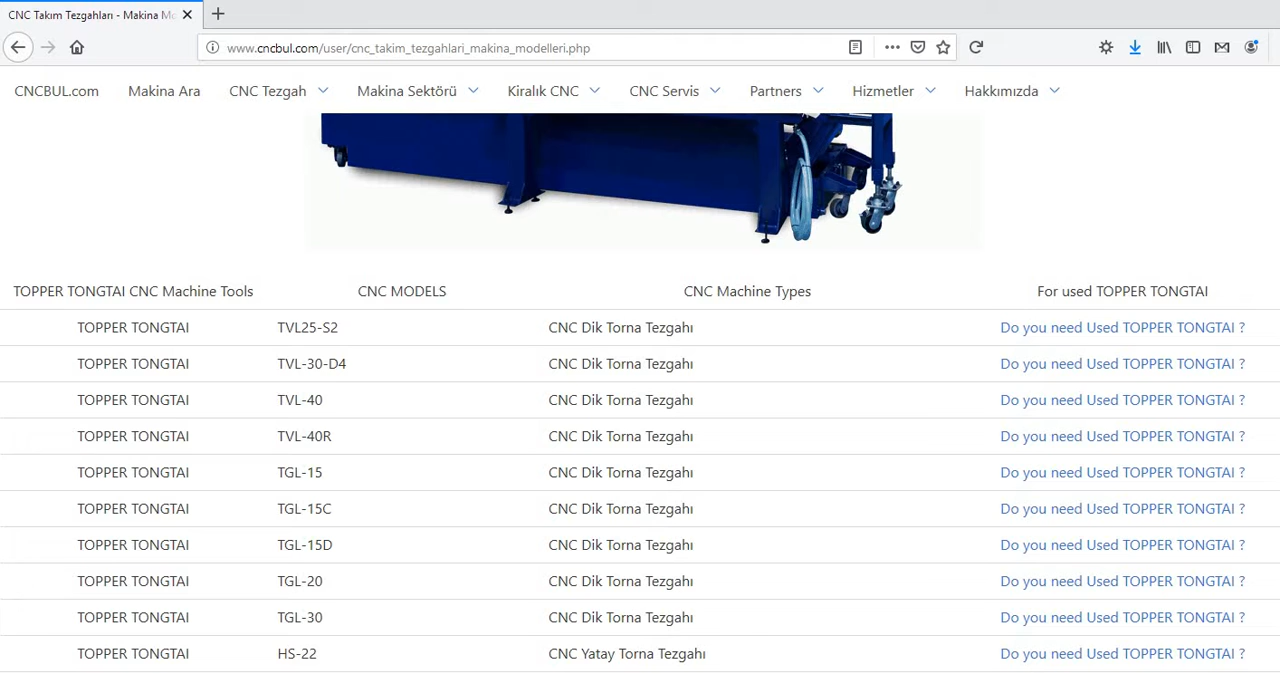 CNC Takım Tezgahları - Makina Mo
www.cncbul.com/user/cnc_takim_tezgahlari_makina_modelleri.php
CNCBUL.com Makina Ara CNC Tezgah Makina Sektörü Kiralık CNC CNC Servis Partners Hizmetler Hakkımızda
TOPPER TONGTAI CNC Machine Tools CNC MODELS CNC Machine Types For used TOPPER TONGTAI
TOPPER TONGTAI TVL25-S2 CNC Dik Torna Tezgahı Do you need Used TOPPER TONGTAI ?
TOPPER TONGTAI TVL-30-D4 CNC Dik Torna Tezgahı Do you need Used TOPPER TONGTAI ?
TOPPER TONGTAI TVL-40 CNC Dik Torna Tezgahı Do you need Used TOPPER TONGTAI ?
TOPPER TONGTAI TVL-40R CNC Dik Torna Tezgahı Do you need Used TOPPER TONGTAI ?
TOPPER TONGTAI TGL-15 CNC Dik Torna Tezgahı Do you need Used TOPPER TONGTAI ?
TOPPER TONGTAI TGL-15C CNC Dik Torna Tezgahı Do you need Used TOPPER TONGTAI ?
TOPPER TONGTAI TGL-15D CNC Dik Torna Tezgahı Do you need Used TOPPER TONGTAI ?
TOPPER TONGTAI TGL-20 CNC Dik Torna Tezgahı Do you need Used TOPPER TONGTAI ?
TOPPER TONGTAI TGL-30 CNC Dik Torna Tezgahı Do you need Used TOPPER TONGTAI ?
TOPPER TONGTAI HS-22 CNC Yatay Torna Tezgahı Do you need Used TOPPER TONGTAI ?